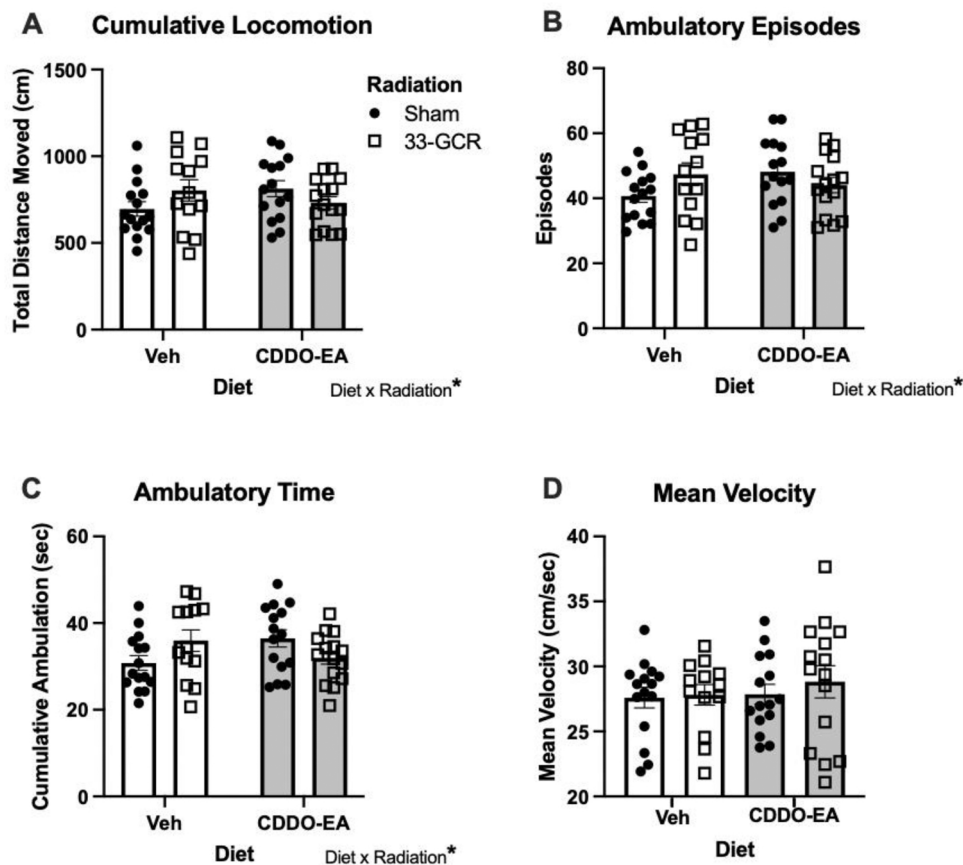 A Cumulative Locomotion
Total Distance Moved (cm)
1500
1000
500
0
Radiation
Sham
33-GCR
Veh CDDO-EA
Diet
Diet x Radiation*
B Ambulatory Episodes
Episodes
80
60
40
20
0
Veh CDDO-EA
Diet
Diet x Radiation*
C Ambulatory Time
Cumulative Ambulation (sec)
60
40
20
0
Veh CDDO-EA
Diet
Diet x Radiation*
D Mean Velocity
Mean Velocity (cm/sec)
40
35
30
25
20
Veh CDDO-EA
Diet